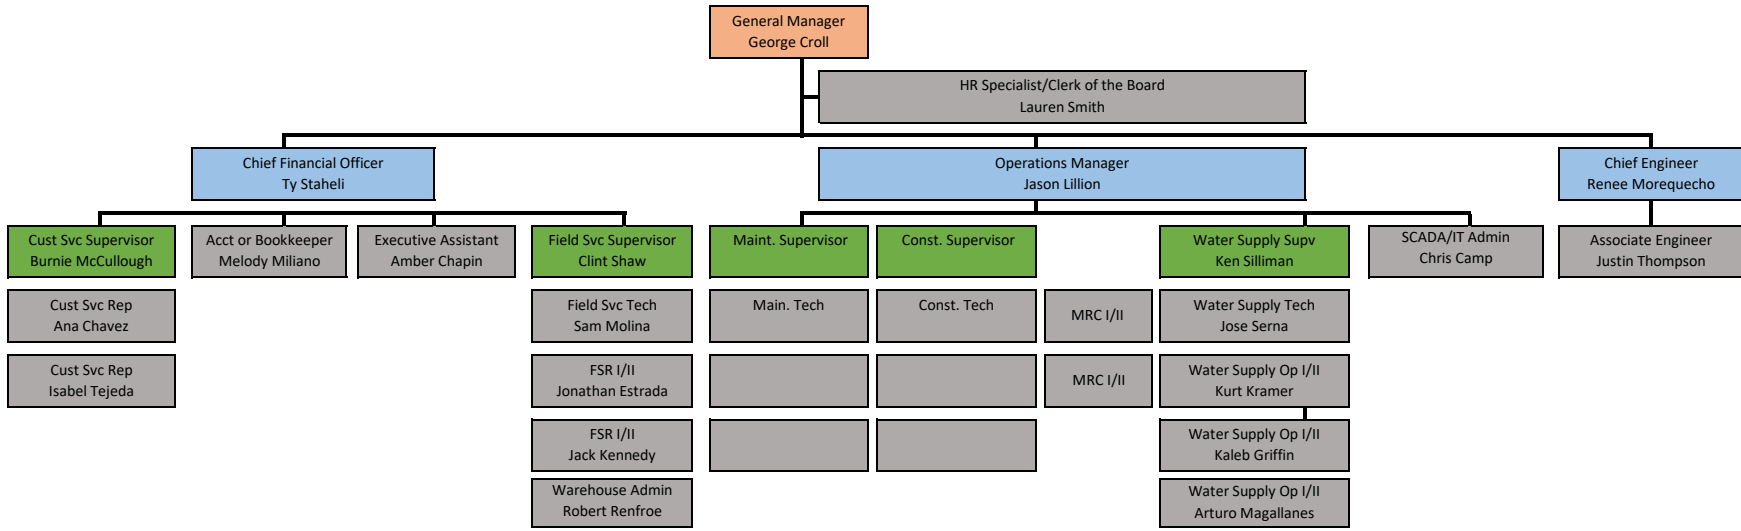 General Manager
George Croll
HR Specialist/Clerk of the Board
Lauren Smith
Chief Financial Officer
Ty Staheli
Operations Manager
Jason Lillion
Chief Engineer
Renee Morequecho
Cust Svc Supervisor
Burnie McCullough
Acct or Bookkeeper
Melody Miliano
Executive Assistant
Amber Chapin
Field Svc Supervisor
Clint Shaw
Maint. Supervisor
Const. Supervisor
Water Supply Supv
Ken Silliman
SCADA/IT Admin
Chris Camp
Associate Engineer
Justin Thompson
Cust Svc Rep
Ana Chavez
Field Svc Tech
Sam Molina
Main. Tech
Const. Tech
MRC I/II
Water Supply Tech
Jose Serna
Cust Svc Rep
Isabel Tejeda
FSR I/II
Jonathan Estrada
MRC I/II
Water Supply Op I/II
Kurt Kramer
FSR I/II
Jack Kennedy
Water Supply Op I/II
Kaleb Griffin
Warehouse Admin
Robert Renfroe
Water Supply Op I/II
Arturo Magallanes